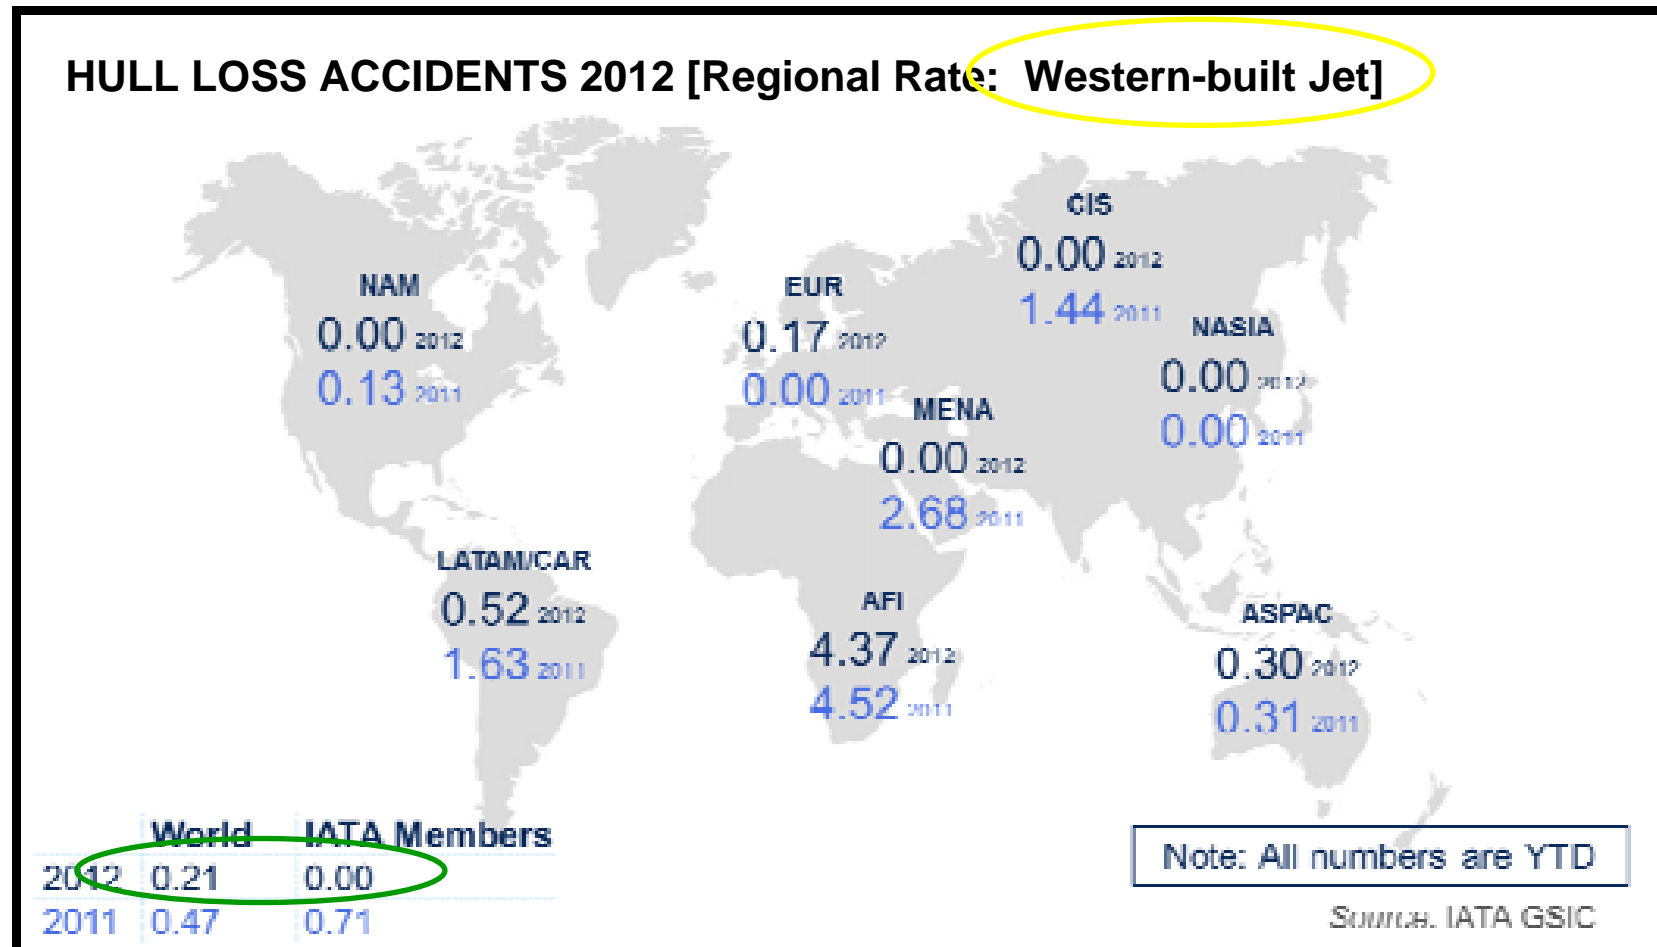 HULL LOSS ACCIDENTS 2012 [Regional Rate: Western-built Jet]
CIS
0.00 2012
1.44 2011
NAM
0.00 2012
0.13 2011
EUR
0.17 2012
0.00 2011
NASIA
0.00 2012
0.00 2011
MENA
0.00 2012
2.68 2011
LATAM/CAR
0.52 2012
1.63 2011
AFI
4.37 2012
4.52 2011
ASPAC
0.30 2012
0.31 2011
World IATA Members
2012 0.21 0.00
2011 0.47 0.71
Note: All numbers are YTD
Source: IATA GSIC